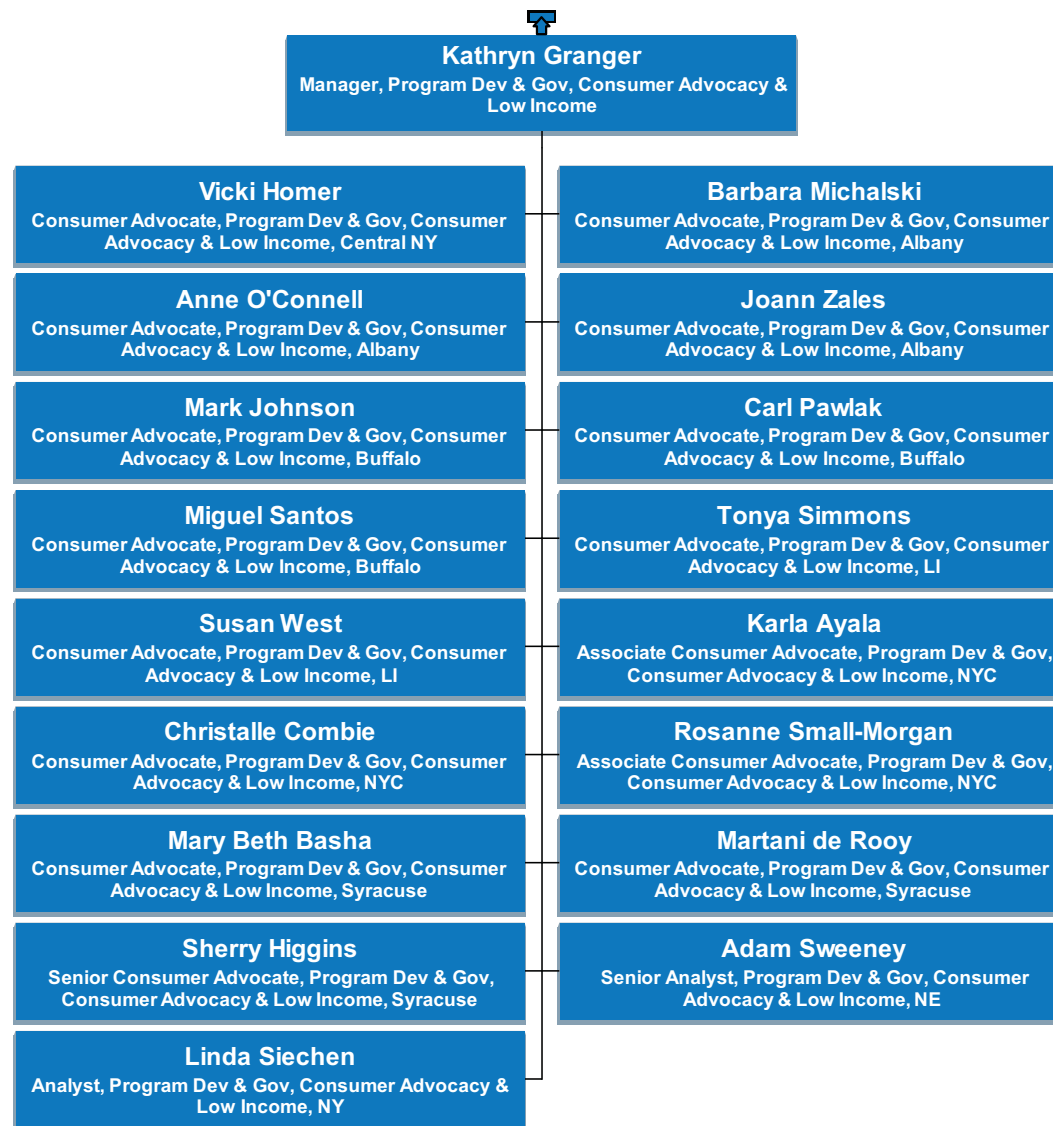 Kathryn Granger
Manager, Program Dev & Gov, Consumer Advocacy &
Low Income
Vicki Homer
Consumer Advocate, Program Dev & Gov, Consumer
Advocacy & Low Income, Central NY
Barbara Michalski
Consumer Advocate, Program Dev & Gov, Consumer
Advocacy & Low Income, Albany
Anne O'Connell
Consumer Advocate, Program Dev & Gov, Consumer
Advocacy & Low Income, Albany
Joann Zales
Consumer Advocate, Program Dev & Gov, Consumer
Advocacy & Low Income, Albany
Mark Johnson
Consumer Advocate, Program Dev & Gov, Consumer
Advocacy & Low Income, Buffalo
Carl Pawlak
Consumer Advocate, Program Dev & Gov, Consumer
Advocacy & Low Income, Buffalo
Miguel Santos
Consumer Advocate, Program Dev & Gov, Consumer
Advocacy & Low Income, Buffalo
Tonya Simmons
Consumer Advocate, Program Dev & Gov, Consumer
Advocacy & Low Income, LI
Susan West
Consumer Advocate, Program Dev & Gov, Consumer
Advocacy & Low Income, LI
Karla Ayala
Associate Consumer Advocate, Program Dev & Gov,
Consumer Advocacy & Low Income, NYC
Christalle Combie
Consumer Advocate, Program Dev & Gov, Consumer
Advocacy & Low Income, NYC
Rosanne Small-Morgan
Associate Consumer Advocate, Program Dev & Gov,
Consumer Advocacy & Low Income, NYC
Mary Beth Basha
Consumer Advocate, Program Dev & Gov, Consumer
Advocacy & Low Income, Syracuse
Martani de Rooy
Consumer Advocate, Program Dev & Gov, Consumer
Advocacy & Low Income, Syracuse
Sherry Higgins
Senior Consumer Advocate, Program Dev & Gov,
Consumer Advocacy & Low Income, Syracuse
Adam Sweeney
Senior Analyst, Program Dev & Gov, Consumer
Advocacy & Low Income, NE
Linda Siechen
Analyst, Program Dev & Gov, Consumer Advocacy &
Low Income, NY